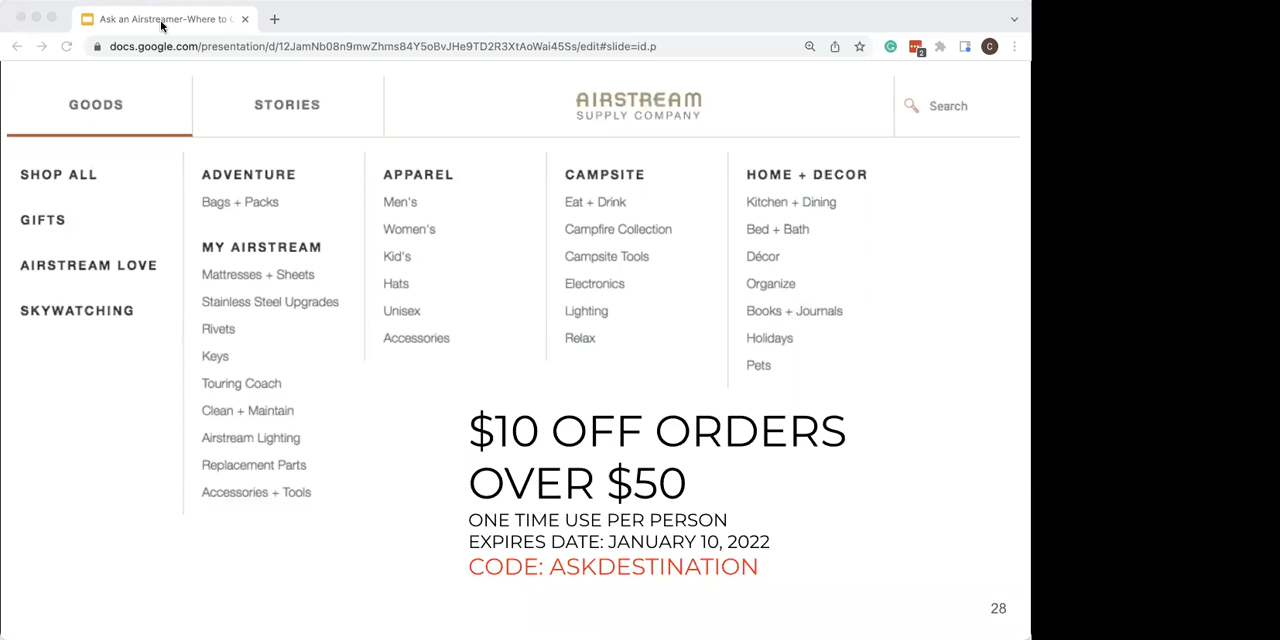 Ask an Airstreamer-Where to
docs.google.com/presentation/d/12JamNb08n9mwZhms84Y5oBvJHe9TD2R3XtAoWai45Ss/edit#slide=id.p
2
C
GOODS
STORIES
AIRSTREAM
SUPPLY COMPANY
Search
SHOP ALL
GIFTS
AIRSTREAM LOVE
SKYWATCHING
ADVENTURE
Bags + Packs
MY AIRSTREAM
Mattresses + Sheets
Stainless Steel Upgrades
Rivets
Keys
Touring Coach
Clean + Maintain
Airstream Lighting
Replacement Parts
Accessories + Tools
APPAREL
Men's
Women's
Kid's
Hats
Unisex
Accessories
CAMPSITE
Eat + Drink
Campfire Collection
Campsite Tools
Electronics
Lighting
Relax
HOME + DECOR
Kitchen + Dining
Bed + Bath
Décor
Organize
Books + Journals
Holidays
Pets
$10 OFF ORDERS
OVER $50
ONE TIME USE PER PERSON
EXPIRES DATE: JANUARY 10, 2022
CODE: ASKDESTINATION
28